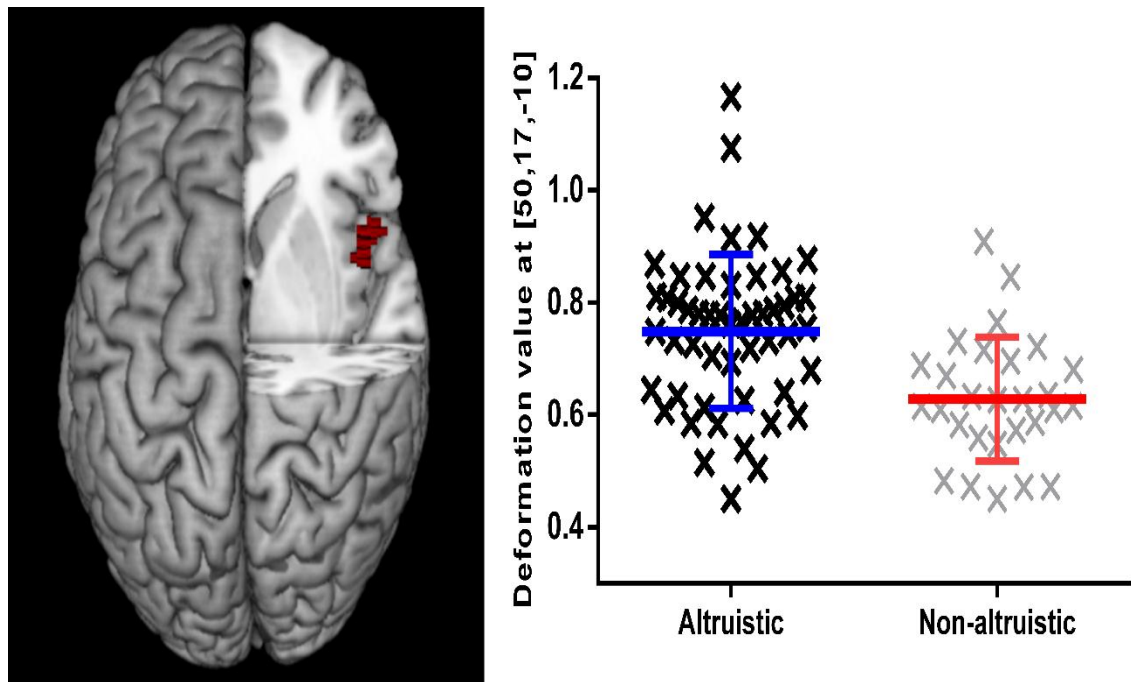 Deformation value at [50,17,-10]
1.2
1.0
0.8
0.6
0.4
Altruistic
Non-altruistic